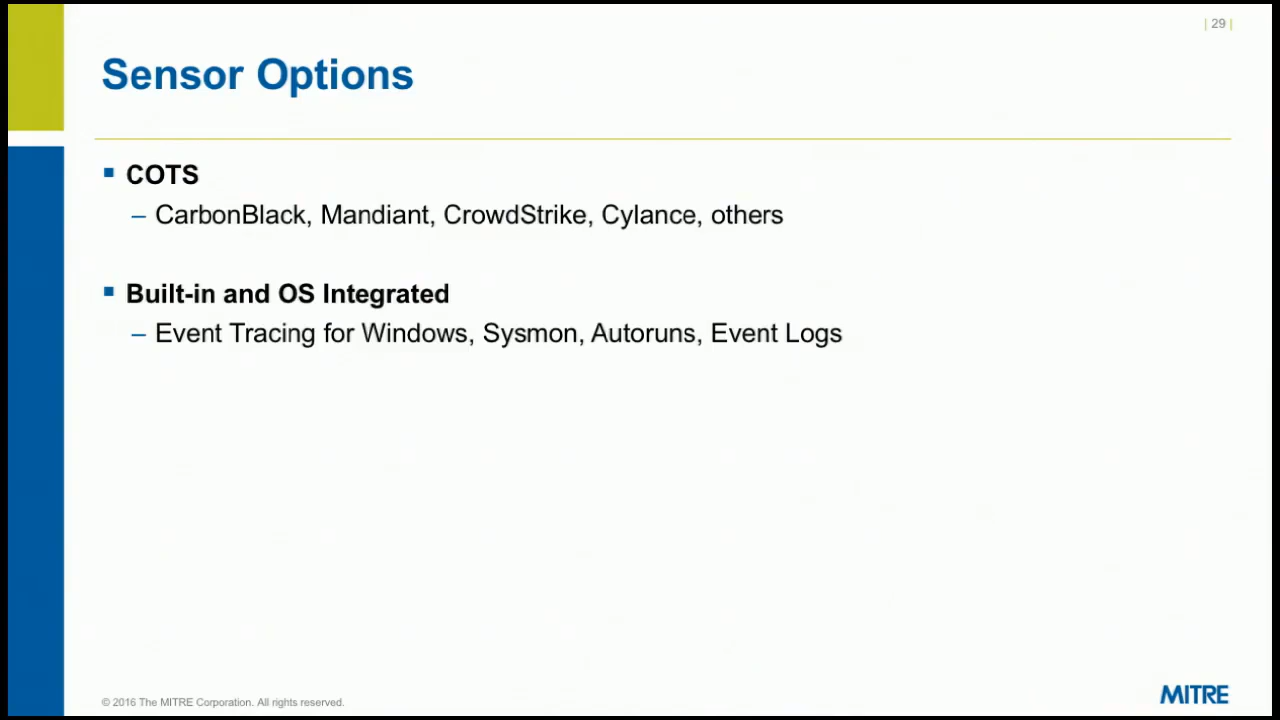 | 29 |
Sensor Options
▪ COTS
– CarbonBlack, Mandiant, CrowdStrike, Cylance, others
▪ Built-in and OS Integrated
– Event Tracing for Windows, Sysmon, Autoruns, Event Logs
© 2016 The MITRE Corporation. All rights reserved.
MITRE